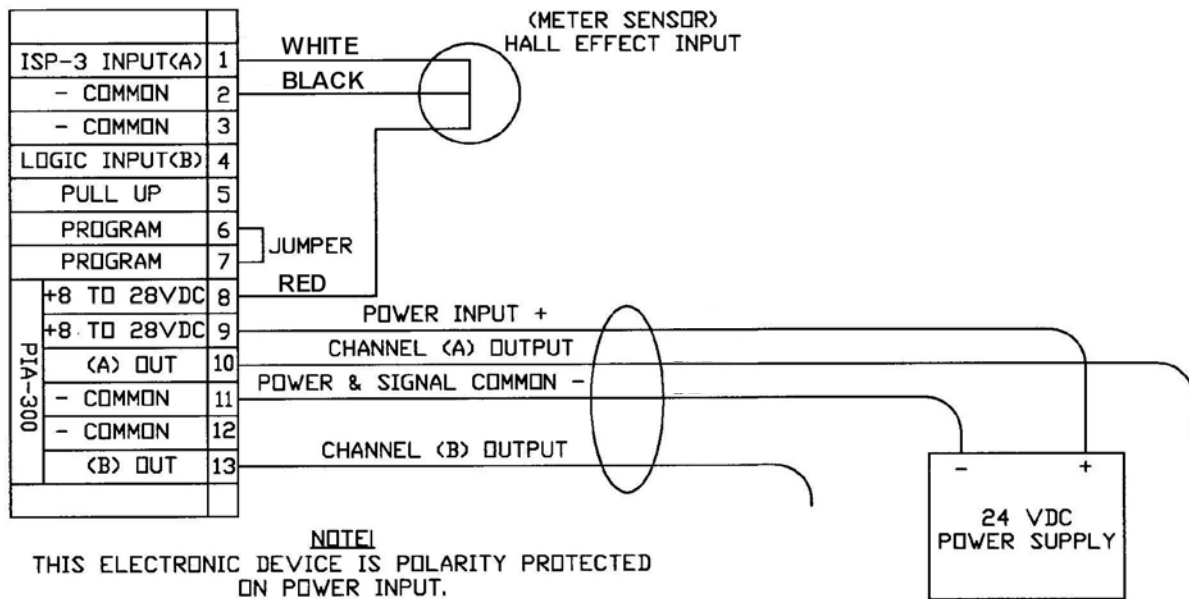 (METER SENSOR)
HALL EFFECT INPUT
ISP-3 INPUT(A) 1
WHITE
- COMMON 2
BLACK
- COMMON 3
LOGIC INPUT(B) 4
PULL UP 5
PROGRAM 6
JUMPER
PROGRAM 7
PIA-300
+8 TO 28VDC 8
RED
+8 TO 28VDC 9
POWER INPUT +
(A) OUT 10
CHANNEL (A) OUTPUT
- COMMON 11
POWER & SIGNAL COMMON -
- COMMON 12
(B) OUT 13
CHANNEL (B) OUTPUT
- +
24 VDC
POWER SUPPLY
NOTE!
THIS ELECTRONIC DEVICE IS POLARITY PROTECTED
ON POWER INPUT.